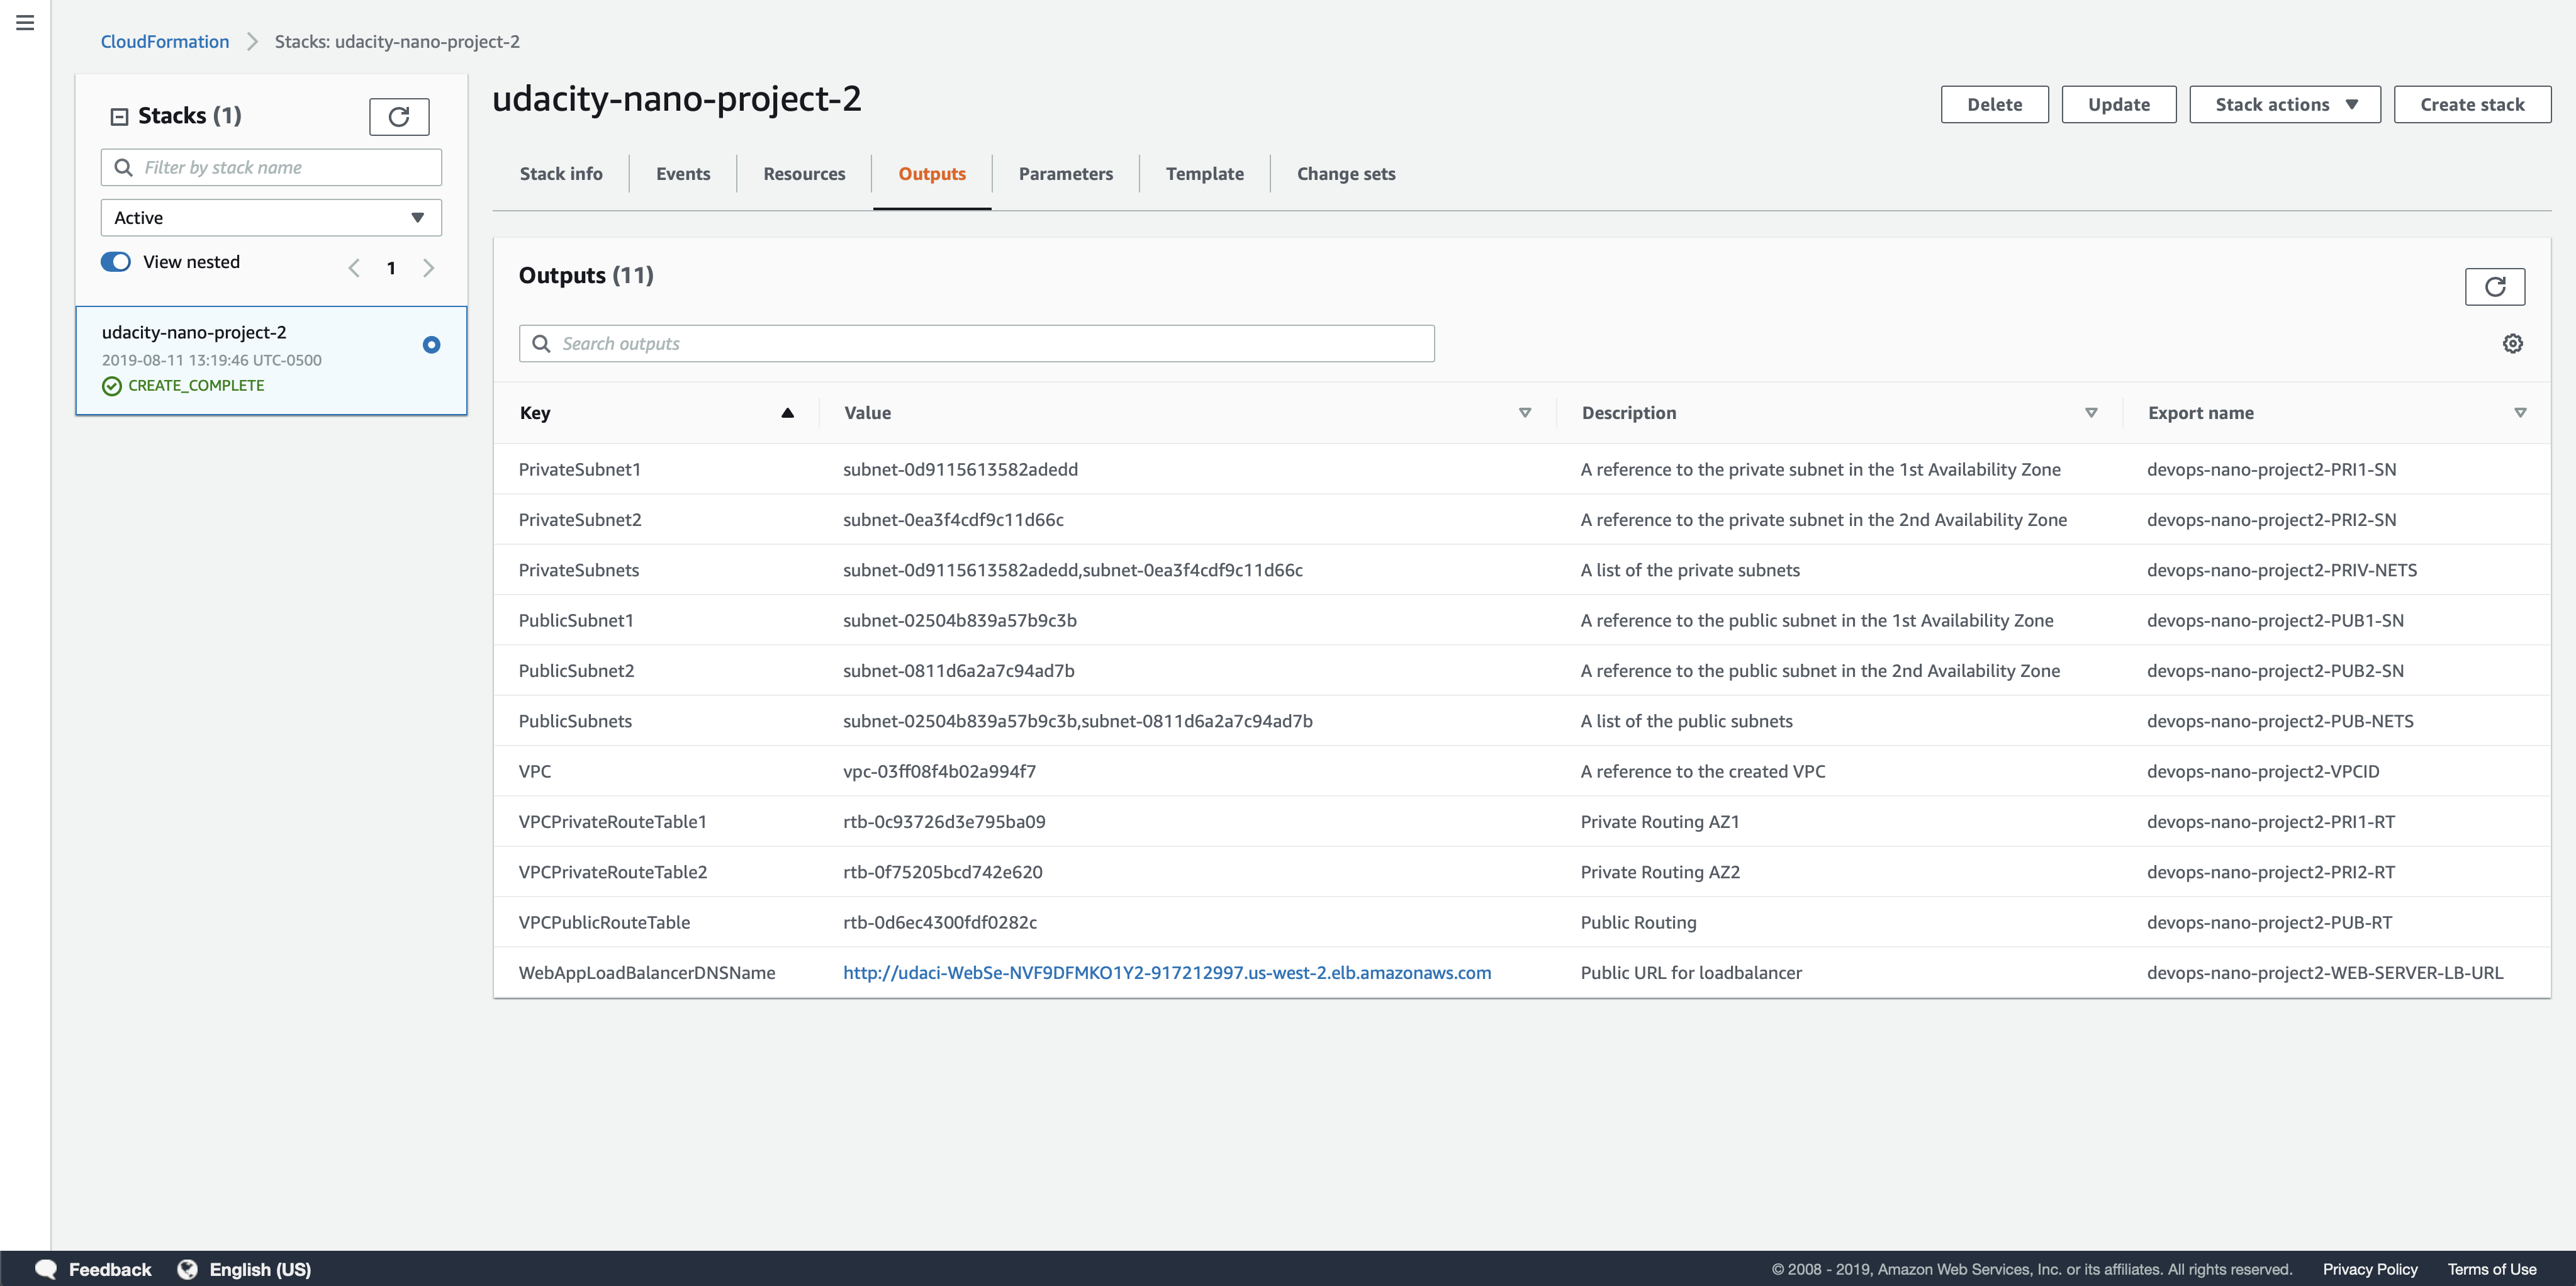 CloudFormation > Stacks: udacity-nano-project-2
Stacks (1)
Filter by stack name
Active
View nested
1
udacity-nano-project-2
2019-08-11 13:19:46 UTC-0500
CREATE_COMPLETE
udacity-nano-project-2
Delete Update Stack actions Create stack
Stack info Events Resources Outputs Parameters Template Change sets
Outputs (11)
Search outputs
Key Value Description Export name
PrivateSubnet1 subnet-0d9115613582adedd A reference to the private subnet in the 1st Availability Zone devops-nano-project2-PRI1-SN
PrivateSubnet2 subnet-0ea3f4cdf9c11d66c A reference to the private subnet in the 2nd Availability Zone devops-nano-project2-PRI2-SN
PrivateSubnets subnet-0d9115613582adedd,subnet-0ea3f4cdf9c11d66c A list of the private subnets devops-nano-project2-PRIV-NETS
PublicSubnet1 subnet-02504b839a57b9c3b A reference to the public subnet in the 1st Availability Zone devops-nano-project2-PUB1-SN
PublicSubnet2 subnet-0811d6a2a7c94ad7b A reference to the public subnet in the 2nd Availability Zone devops-nano-project2-PUB2-SN
PublicSubnets subnet-02504b839a57b9c3b,subnet-0811d6a2a7c94ad7b A list of the public subnets devops-nano-project2-PUB-NETS
VPC vpc-03ff08f4b02a994f7 A reference to the created VPC devops-nano-project2-VPCID
VPCPrivateRouteTable1 rtb-0c93726d3e795ba09 Private Routing AZ1 devops-nano-project2-PRI1-RT
VPCPrivateRouteTable2 rtb-0f75205bcd742e620 Private Routing AZ2 devops-nano-project2-PRI2-RT
VPCPublicRouteTable rtb-0d6ec4300fdf0282c Public Routing devops-nano-project2-PUB-RT
WebAppLoadBalancerDNSName http://udaci-WebSe-NVF9DFMKO1Y2-917212997.us-west-2.elb.amazonaws.com Public URL for loadbalancer devops-nano-project2-WEB-SERVER-LB-URL
Feedback English (US) © 2008 - 2019, Amazon Web Services, Inc. or its affiliates. All rights reserved. Privacy Policy Terms of Use